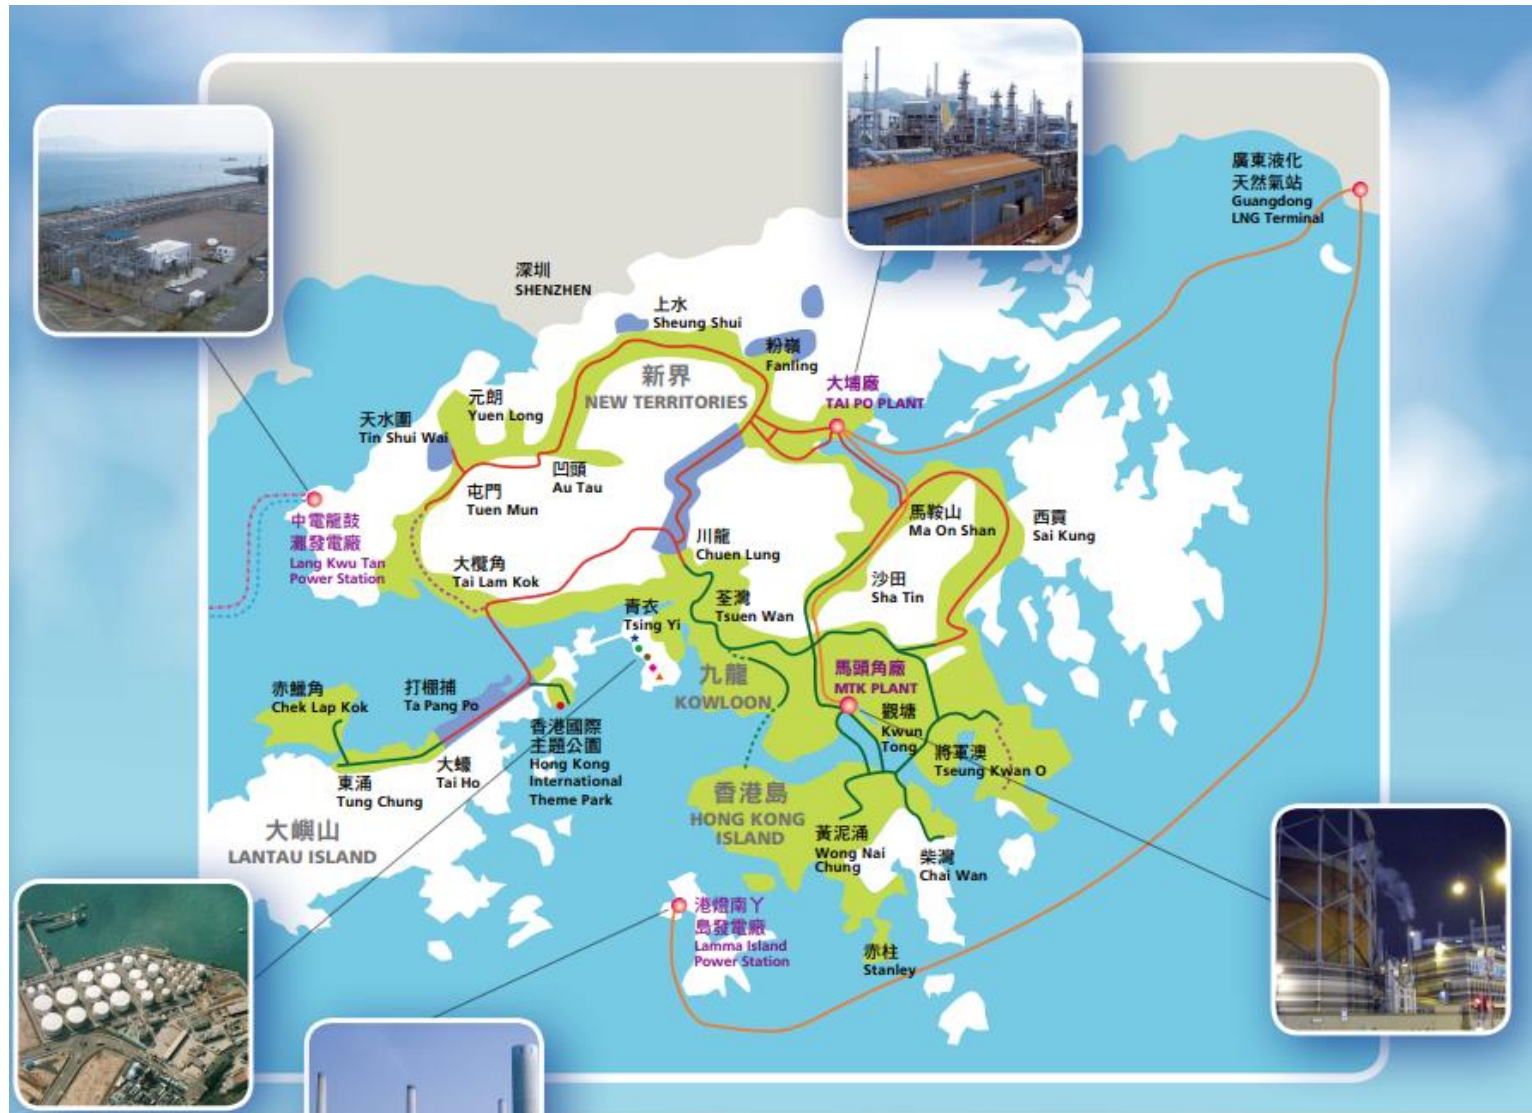 廣東液化
天然氣站
Guangdong
LNG Terminal
深圳
SHENZHEN
上水
Sheung Shui
粉嶺
Fanling
新界
NEW TERRITORIES
大埔廠
TAI PO PLANT
元朗
Yuen Long
天水圍
Tin Shui Wai
凹頭
Au Tau
屯門
Tuen Mun
中電龍鼓
灘發電廠
Lang Kwu Tan
Power Station
馬鞍山
Ma On Shan
西貢
Sai Kung
川龍
Chuen Lung
大欖角
Tai Lam Kok
沙田
Sha Tin
青衣
Tsing Yi
荃灣
Tsuen Wan
九龍
KOWLOON
馬頭角廠
MTK PLANT
赤鱲角
Chek Lap Kok
打棚埔
Ta Pang Po
香港國際
主題公園
Hong Kong
International
Theme Park
觀塘
Kwun
Tong
將軍澳
Tseung Kwan O
大蠔
Tai Ho
東涌
Tung Chung
香港島
HONG KONG
ISLAND
大嶼山
LANTAU ISLAND
黃泥涌
Wong Nai
Chung
柴灣
Chai Wan
港燈南丫
島發電廠
Lamma Island
Power Station
赤柱
Stanley